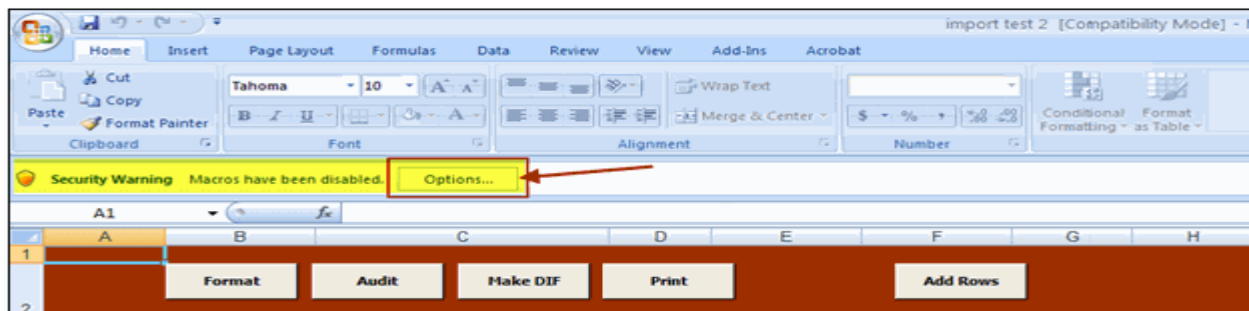 import test 2 [Compatibility Mode] -
Home Insert Page Layout Formulas Data Review View Add-Ins Acrobat
Paste
Cut
Copy
Format Painter
Clipboard
Tahoma 10 A A
B I U A
Font
Wrap Text
Merge & Center
Alignment
$ % ,
Number
Conditional Formatting
Format as Table
Security Warning Macros have been disabled. Options...
A1 fx
A B C D E F G H
1
Format Audit Make DIF Print Add Rows
2